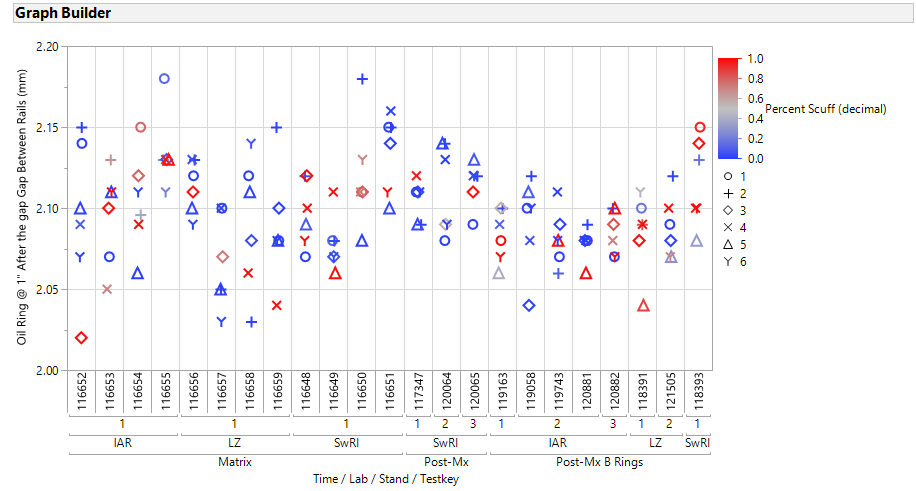 Graph Builder
Oil Ring @ 1" After the gap Gap Between Rails (mm)
2.20
2.15
2.10
2.05
2.00
116652 116653 116654 116655 116656 116657 116658 116659 116648 116649 116650 116651 117347 120064 120065 119163 119058 119743 120881 120882 118391 121505 118393
1 1 1 1 2 3 1 2 3 1 2 1
IAR LZ SwRI SwRI IAR LZ SwRI
Matrix Post-Mx Post-Mx B Rings
Time / Lab / Stand / Testkey
1.0
0.8
0.6
0.4
0.2
0.0
Percent Scuff (decimal)
1
2
3
4
5
6